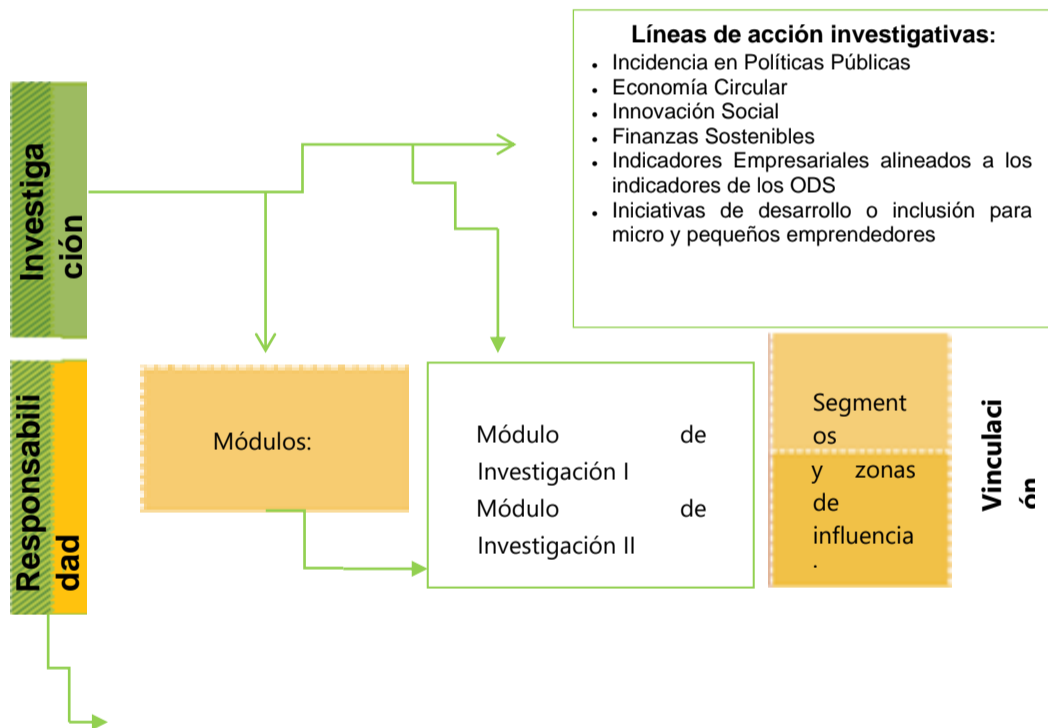 Líneas de acción investigativas:
• Incidencia en Políticas Públicas
• Economía Circular
• Innovación Social
• Finanzas Sostenibles
• Indicadores Empresariales alineados a los
indicadores de los ODS
• Iniciativas de desarrollo o inclusión para
micro y pequeños emprendedores
Investiga
ción
Responsabili
dad
Módulos:
Módulo de
Investigación I
Módulo de
Investigación II
Segment
os
y zonas
de
influencia
.
Vinculaci
ón